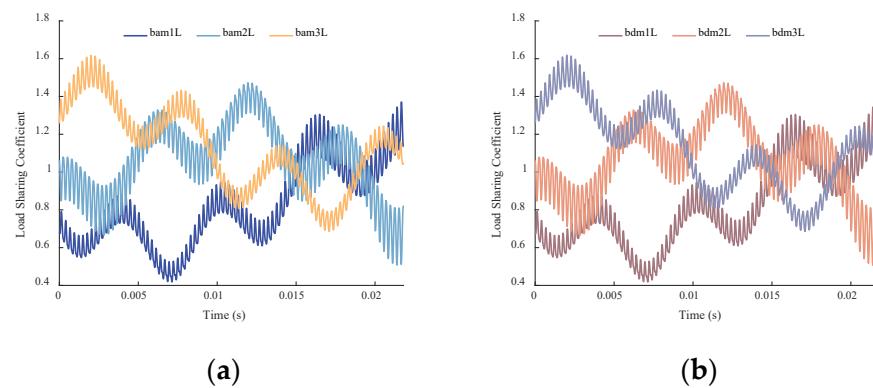 1.8
bam1L bam2L bam3L
1.6
1.4
1.2
1
0.8
0.6
0.4
Load Sharing Coefficient
0 0.005 0.01 0.015 0.02
Time (s)
(a)
1.8
bdm1L bdm2L bdm3L
1.6
1.4
1.2
1
0.8
0.6
0.4
Load Sharing Coefficient
0 0.005 0.01 0.015 0.02
Time (s)
(b)